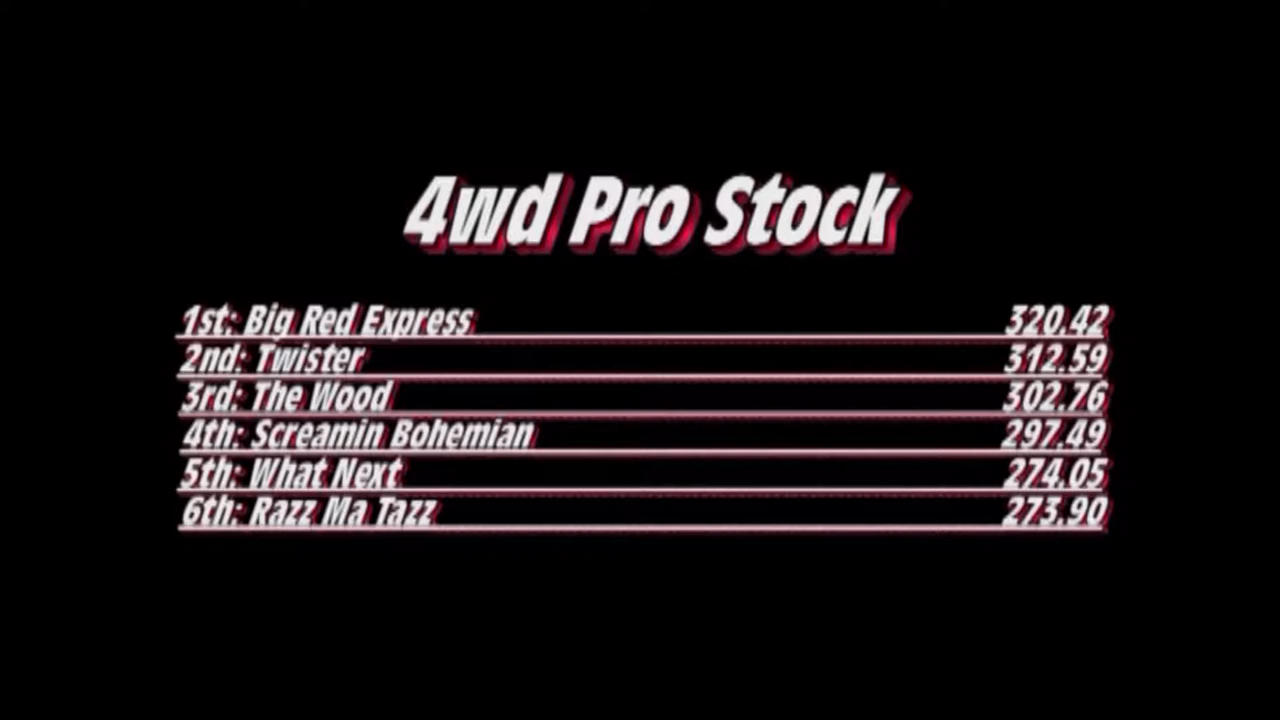 4wd Pro Stock
1st: Big Red Express 320.42
2nd: Twister 312.59
3rd: The Wood 302.76
4th: Screamin Bohemian 297.49
5th: What Next 274.05
6th: Razz Ma Tazz 273.90